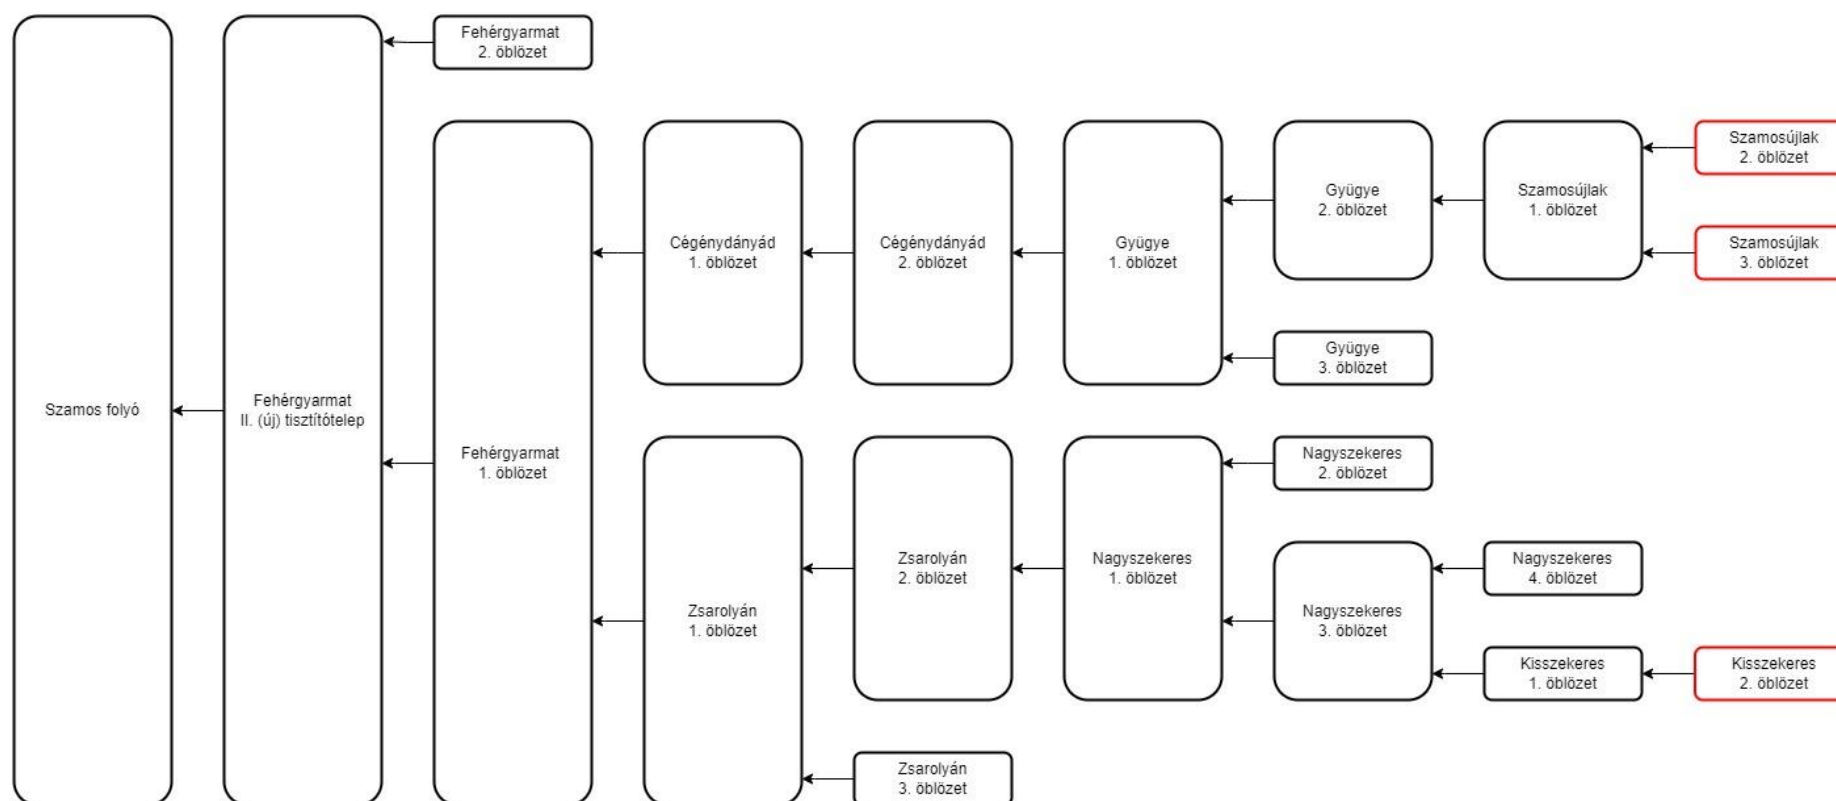 Fehérgyarmat
2. öblözet
Szamosújlak
2. öblözet
Gyügye
2. öblözet
Szamosújlak
1. öblözet
Cégénydányád
1. öblözet
Cégénydányád
2. öblözet
Gyügye
1. öblözet
Szamosújlak
3. öblözet
Gyügye
3. öblözet
Szamos folyó
Fehérgyarmat
II. (új) tisztítótelep
Fehérgyarmat
1. öblözet
Nagyszekeres
2. öblözet
Zsarolyán
2. öblözet
Nagyszekeres
1. öblözet
Nagyszekeres
4. öblözet
Zsarolyán
1. öblözet
Nagyszekeres
3. öblözet
Kisszekeres
1. öblözet
Kisszekeres
2. öblözet
Zsarolyán
3. öblözet